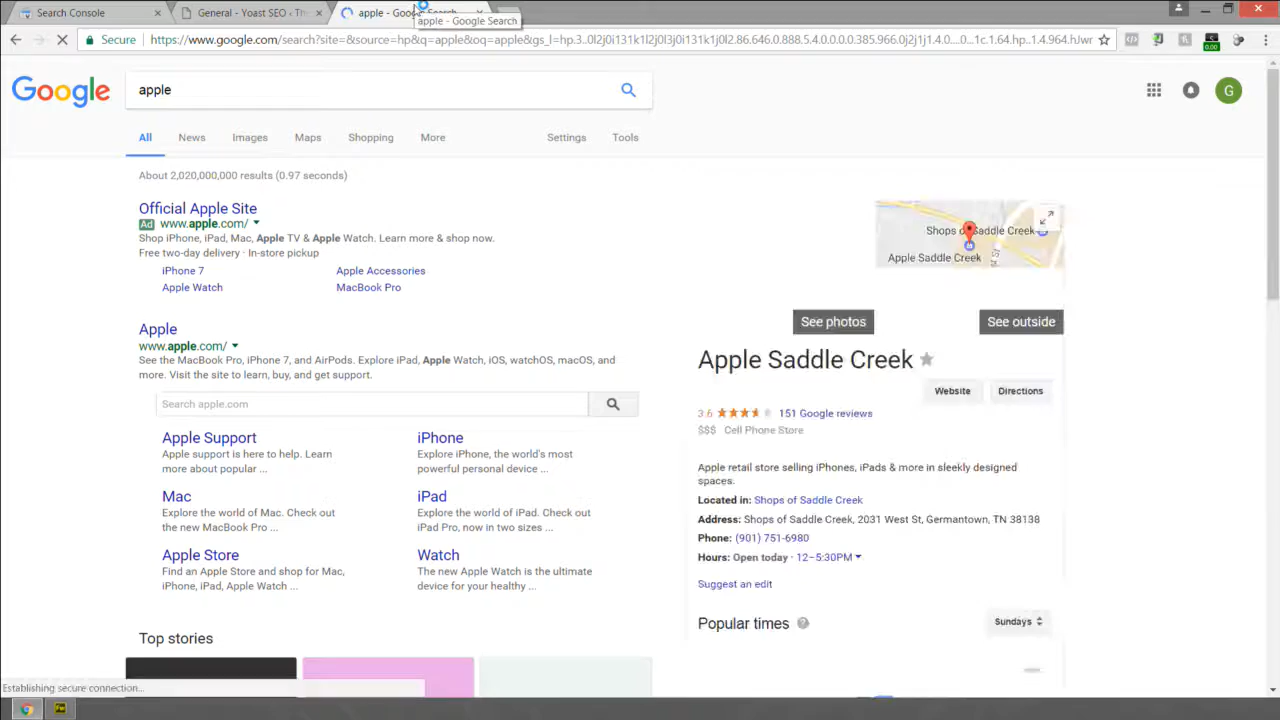 Search Console
General - Yoast SEO ‹ Th
apple - Google Search
apple - Google Search
Secure
https://www.google.com/search?site=&source=hp&q=apple&oq=apple&gs_l=hp.3..0l2j0i131k1l2j0l3j0i131k1j0l2.86.646.0.888.5.4.0.0.0.0.385.966.0j2j1j1.4.0....0...1c.1.64.hp..1.4.964.hJwr
0.00
Google
apple
G
All
News
Images
Maps
Shopping
More
Settings
Tools
About 2,020,000,000 results (0.97 seconds)
Official Apple Site
Ad www.apple.com/
Shop iPhone, iPad, Mac, Apple TV & Apple Watch. Learn more & shop now.
Free two-day delivery · In-store pickup
iPhone 7
Apple Accessories
Apple Watch
MacBook Pro
Apple
www.apple.com/
See the MacBook Pro, iPhone 7, and AirPods. Explore iPad, Apple Watch, iOS, watchOS, macOS, and
more. Visit the site to learn, buy, and get support.
Search apple.com
Apple Support
Apple support is here to help. Learn
more about popular ...
iPhone
Explore iPhone, the world's most
powerful personal device ...
Mac
Explore the world of Mac. Check out
the new MacBook Pro ...
iPad
Explore the world of iPad. Check out
iPad Pro, now in two sizes ...
Apple Store
Find an Apple Store and shop for Mac,
iPhone, iPad, Apple Watch ...
Watch
The new Apple Watch is the ultimate
device for your healthy ...
Top stories
Shops of Saddle Creek
Apple Saddle Creek
See photos
See outside
Apple Saddle Creek
Website
Directions
3.6
151 Google reviews
$$$ Cell Phone Store
Apple retail store selling iPhones, iPads & more in sleekly designed
spaces.
Located in: Shops of Saddle Creek
Address: Shops of Saddle Creek, 2031 West St, Germantown, TN 38138
Phone: (901) 751-6980
Hours: Open today · 12–5:30PM
Suggest an edit
Popular times
Sundays
Establishing secure connection...